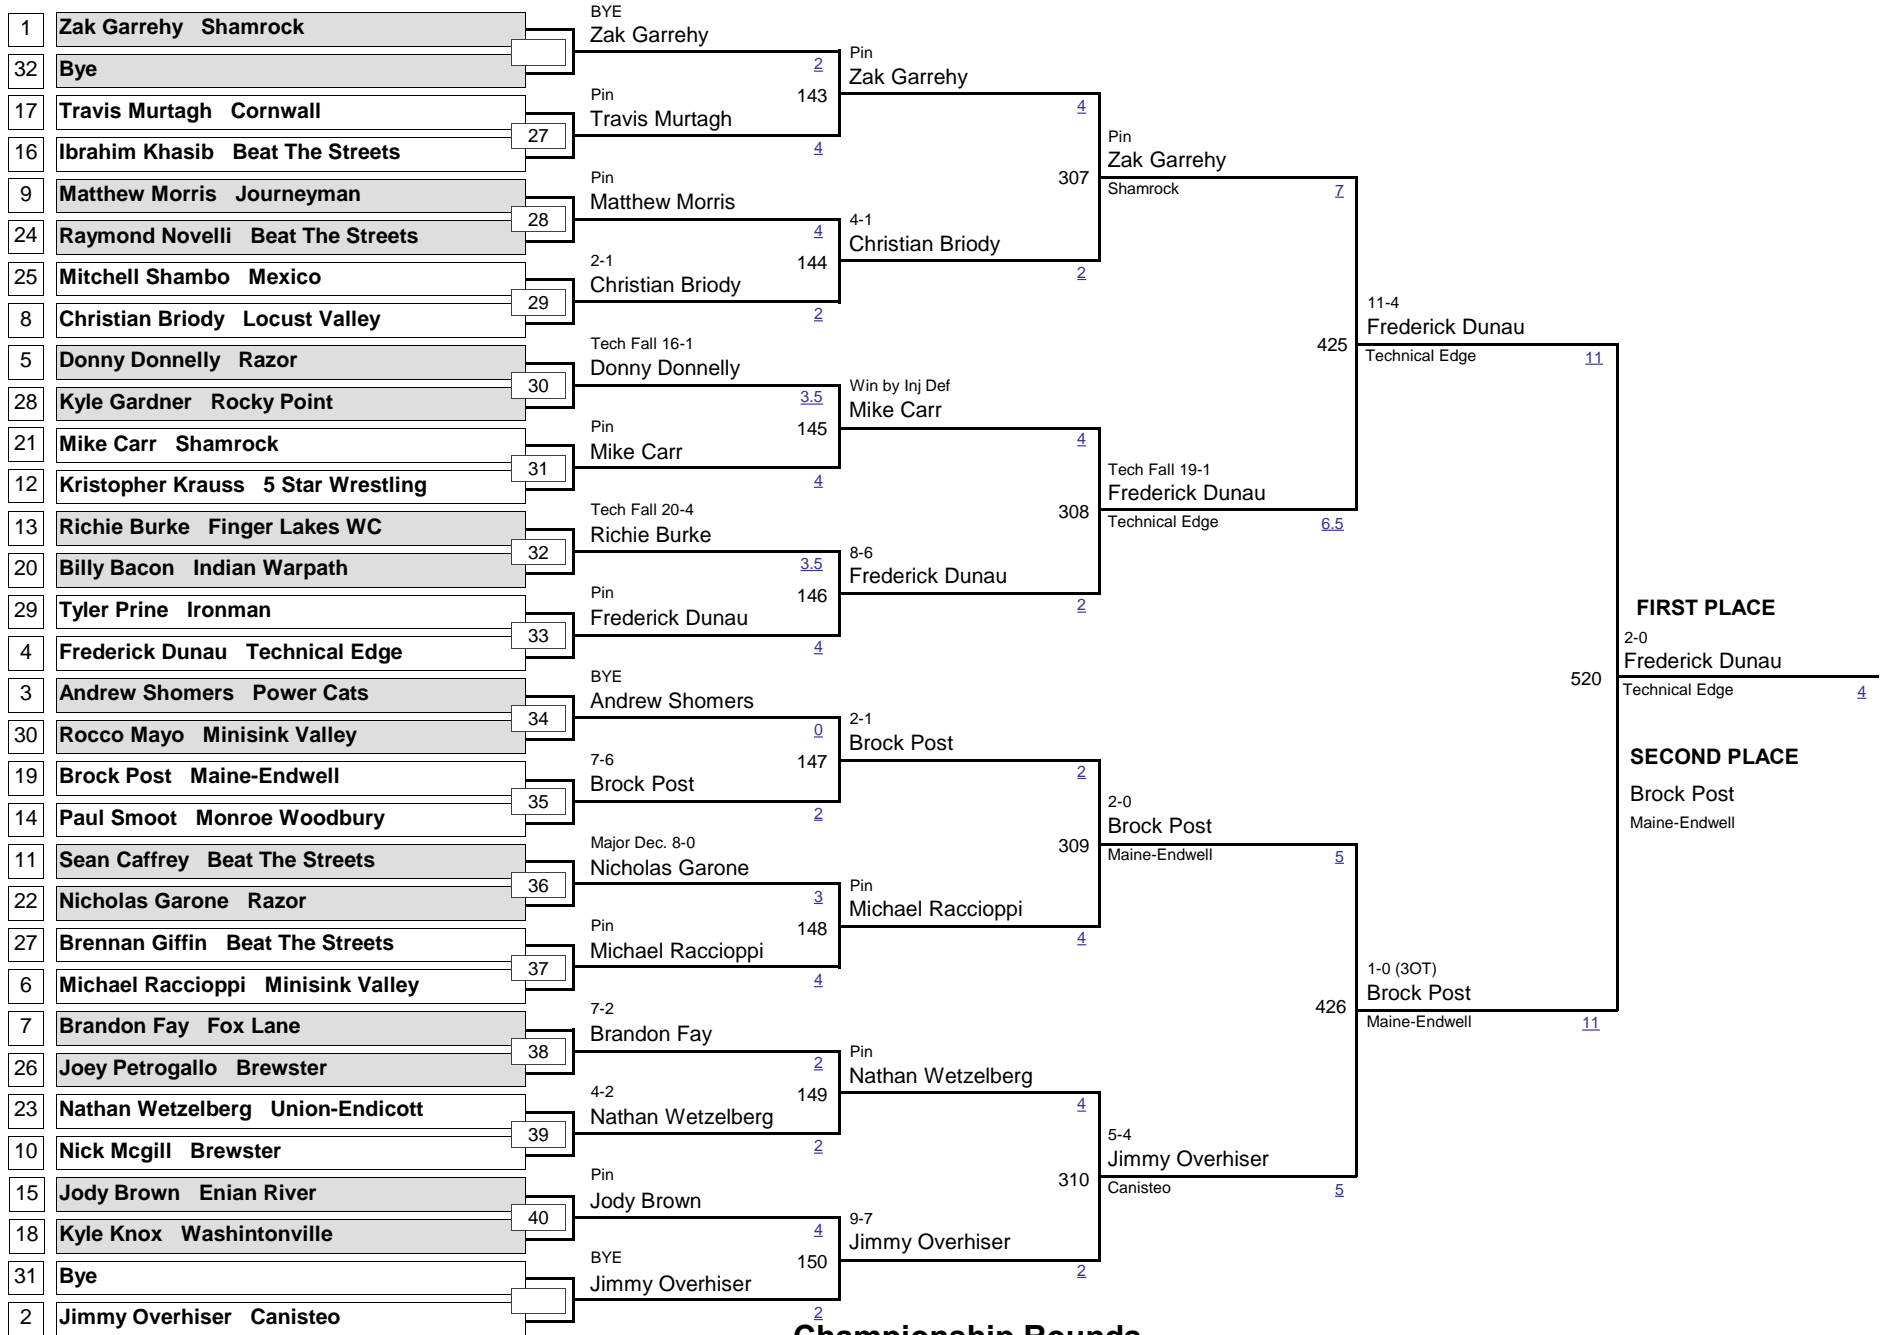 1 Zak Garrehy Shamrock
32 Bye
17 Travis Murtagh Cornwall
27
16 Ibrahim Khasib Beat The Streets
9 Matthew Morris Journeyman
28
24 Raymond Novelli Beat The Streets
25 Mitchell Shambo Mexico
29
8 Christian Briody Locust Valley
5 Donny Donnelly Razor
30
28 Kyle Gardner Rocky Point
21 Mike Carr Shamrock
31
12 Kristopher Krauss 5 Star Wrestling
13 Richie Burke Finger Lakes WC
32
20 Billy Bacon Indian Warpath
29 Tyler Prine Ironman
33
4 Frederick Dunau Technical Edge
3 Andrew Shomers Power Cats
34
30 Rocco Mayo Minisink Valley
19 Brock Post Maine-Endwell
35
14 Paul Smoot Monroe Woodbury
11 Sean Caffrey Beat The Streets
36
22 Nicholas Garone Razor
27 Brennan Giffin Beat The Streets
37
6 Michael Raccioppi Minisink Valley
7 Brandon Fay Fox Lane
38
26 Joey Petrogallo Brewster
23 Nathan Wetzelberg Union-Endicott
39
10 Nick Mcgill Brewster
15 Jody Brown Enian River
40
18 Kyle Knox Washintonville
31 Bye
2 Jimmy Overhiser Canisteo
BYE
Zak Garrehy
2
143
Pin
Travis Murtagh
4
Pin
Matthew Morris
4
144
2-1
Christian Briody
2
Tech Fall 16-1
Donny Donnelly
3.5
145
Pin
Mike Carr
4
Tech Fall 20-4
Richie Burke
3.5
146
Pin
Frederick Dunau
4
BYE
Andrew Shomers
0
147
7-6
Brock Post
2
Major Dec. 8-0
Nicholas Garone
3
148
Pin
Michael Raccioppi
4
7-2
Brandon Fay
2
149
4-2
Nathan Wetzelberg
2
Pin
Jody Brown
4
150
BYE
Jimmy Overhiser
2
Pin
Zak Garrehy
4
307
4-1
Christian Briody
2
Win by Inj Def
Mike Carr
4
308
8-6
Frederick Dunau
2
2-1
Brock Post
2
309
Pin
Michael Raccioppi
4
Pin
Nathan Wetzelberg
4
310
9-7
Jimmy Overhiser
2
Pin
Zak Garrehy
Shamrock 7
425
Tech Fall 19-1
Frederick Dunau
Technical Edge 6.5
2-0
Brock Post
Maine-Endwell 5
426
5-4
Jimmy Overhiser
Canisteo 5
11-4
Frederick Dunau
Technical Edge 11
520
1-0 (3OT)
Brock Post
Maine-Endwell 11
FIRST PLACE
2-0
Frederick Dunau
Technical Edge 4
SECOND PLACE
Brock Post
Maine-Endwell
Championship Rounds